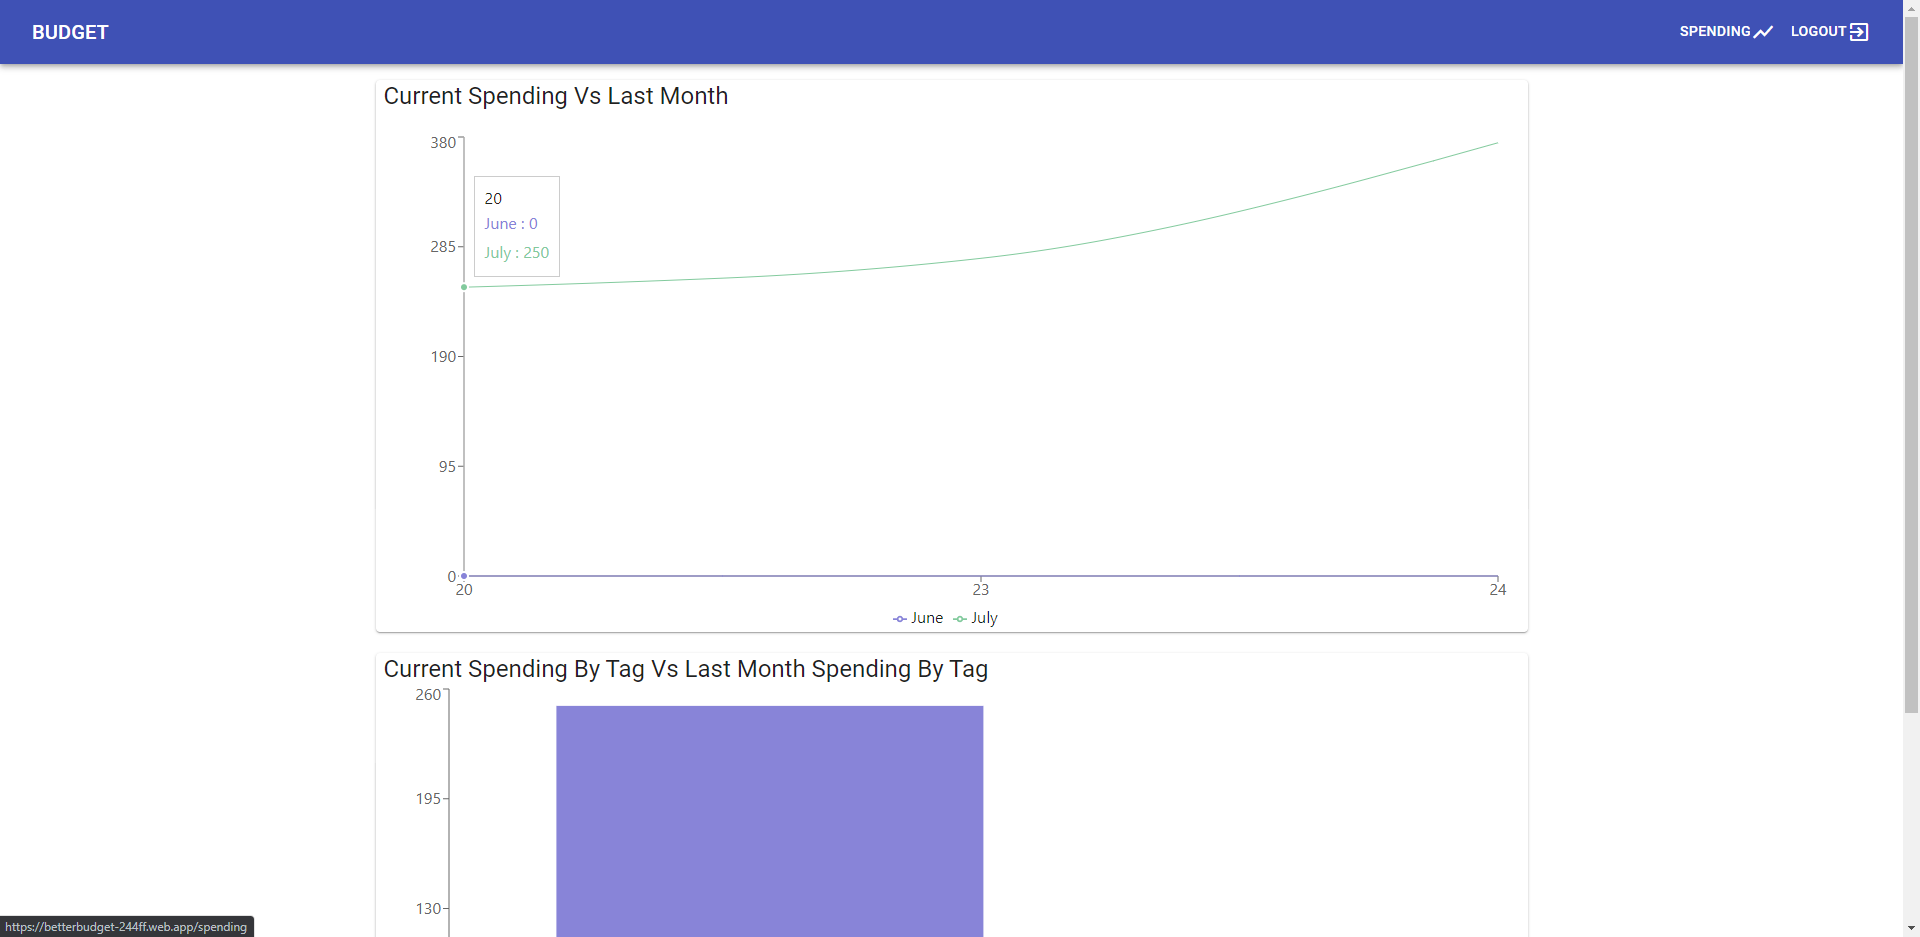 BUDGET
SPENDING
LOGOUT
Current Spending Vs Last Month
380
285
190
95
0
20
June : 0
July : 250
20 23 24
June July
Current Spending By Tag Vs Last Month Spending By Tag
260
195
130
https://betterbudget-244ff.web.app/spending